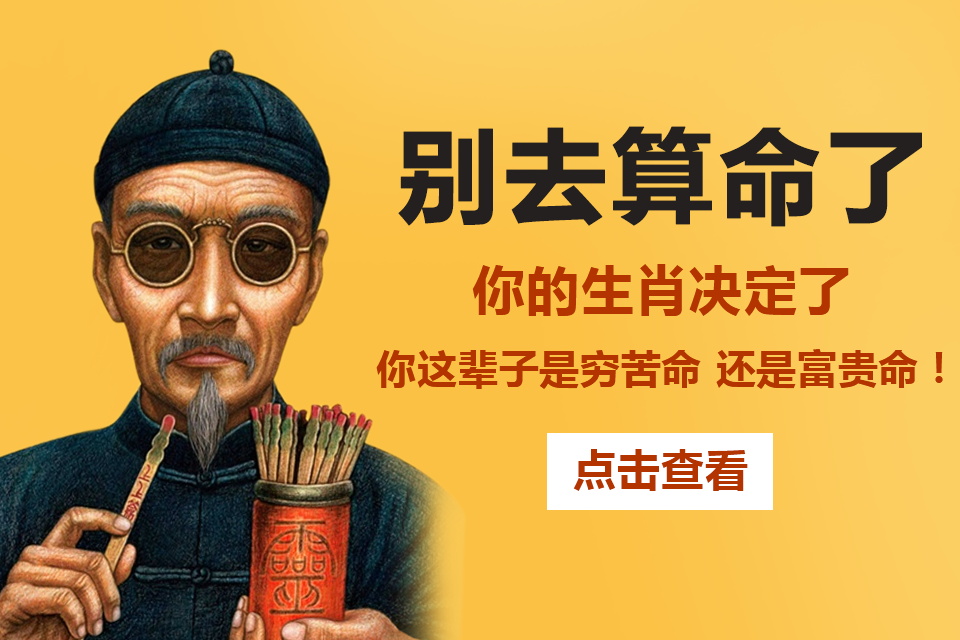 别去算命了
你的生肖决定了
你这辈子是穷苦命 还是富贵命！
点击查看
上上签
靈